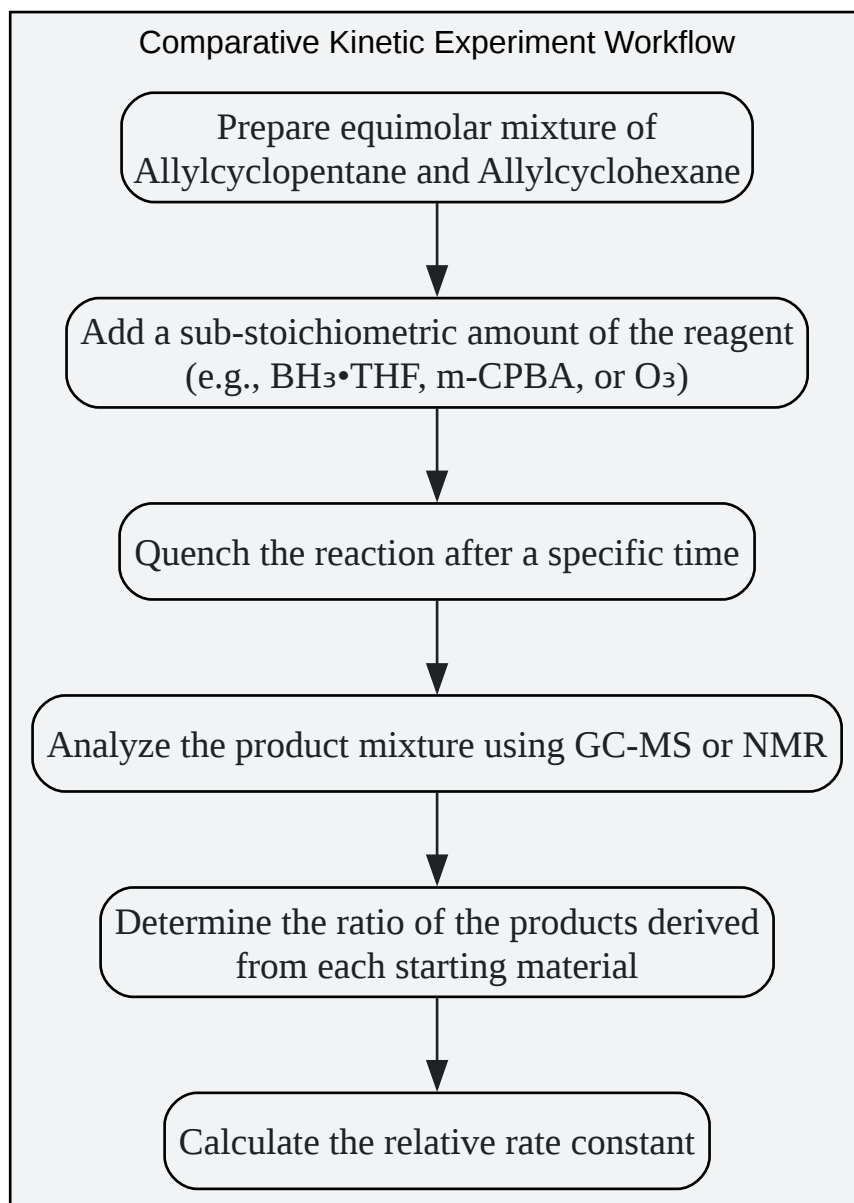 Comparative Kinetic Experiment Workflow
Prepare equimolar mixture of
Allylcyclopentane and Allylcyclohexane
Add a sub-stoichiometric amount of the reagent
(e.g., BH₃•THF, m-CPBA, or O₃)
Quench the reaction after a specific time
Analyze the product mixture using GC-MS or NMR
Determine the ratio of the products derived
from each starting material
Calculate the relative rate constant